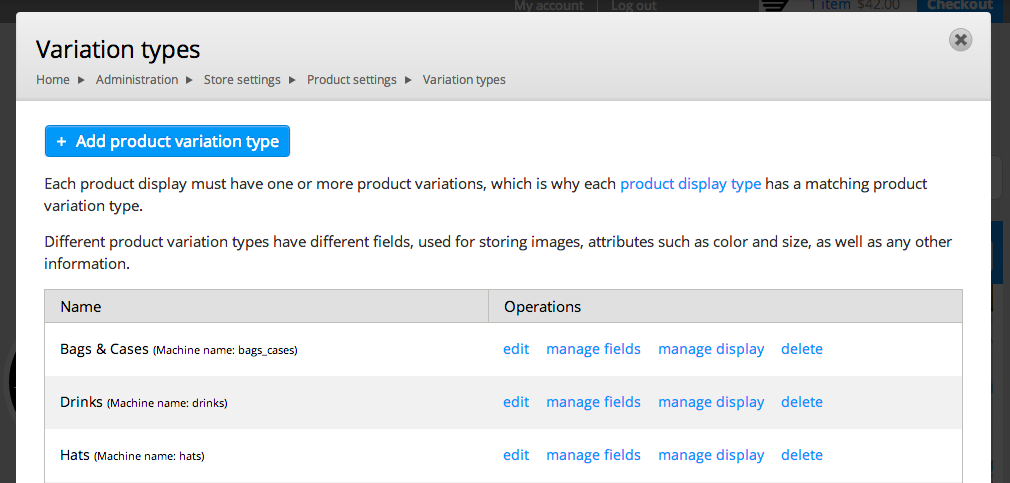 My account Log out 1 item $42.00 Checkout
Variation types
Home ▶ Administration ▶ Store settings ▶ Product settings ▶ Variation types
+ Add product variation type
Each product display must have one or more product variations, which is why each product display type has a matching product
variation type.
Different product variation types have different fields, used for storing images, attributes such as color and size, as well as any other
information.
Name Operations
Bags & Cases (Machine name: bags_cases) edit manage fields manage display delete
Drinks (Machine name: drinks) edit manage fields manage display delete
Hats (Machine name: hats) edit manage fields manage display delete